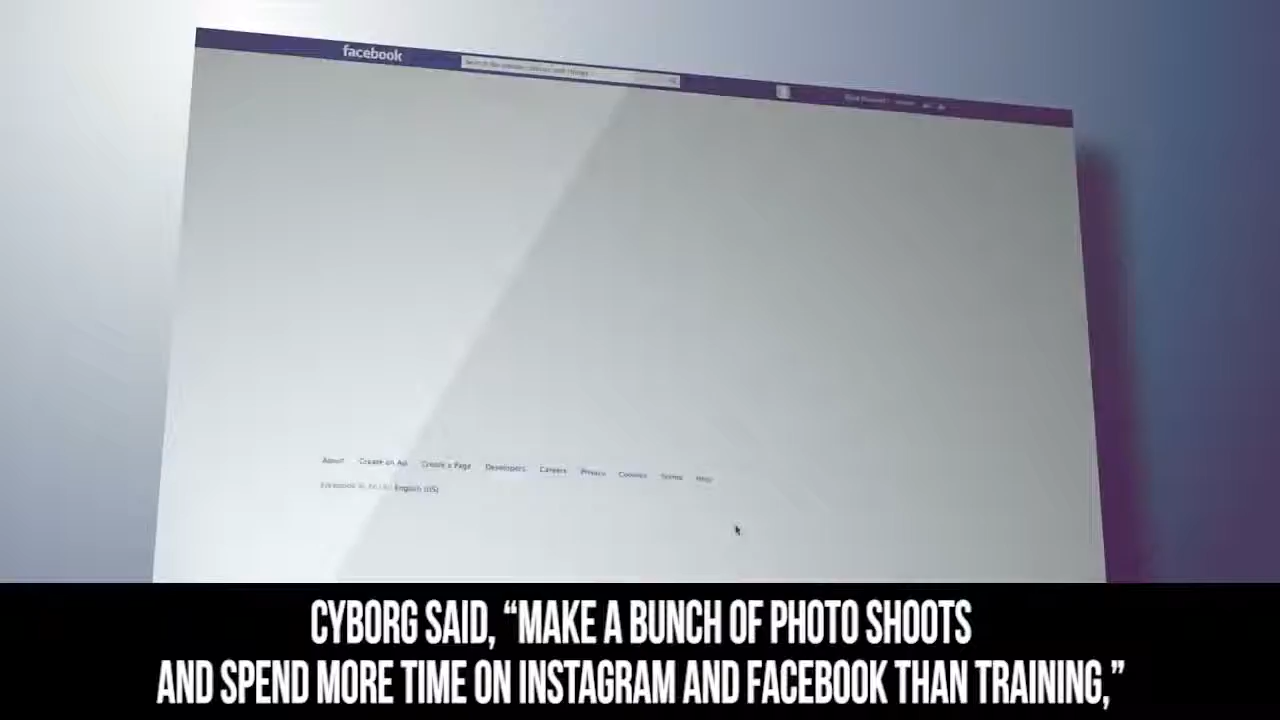 facebook
About Create an Ad Create a Page Developers Careers Privacy Cookies Terms Help
English (US)
CYBORG SAID, “MAKE A BUNCH OF PHOTO SHOOTS
AND SPEND MORE TIME ON INSTAGRAM AND FACEBOOK THAN TRAINING,”